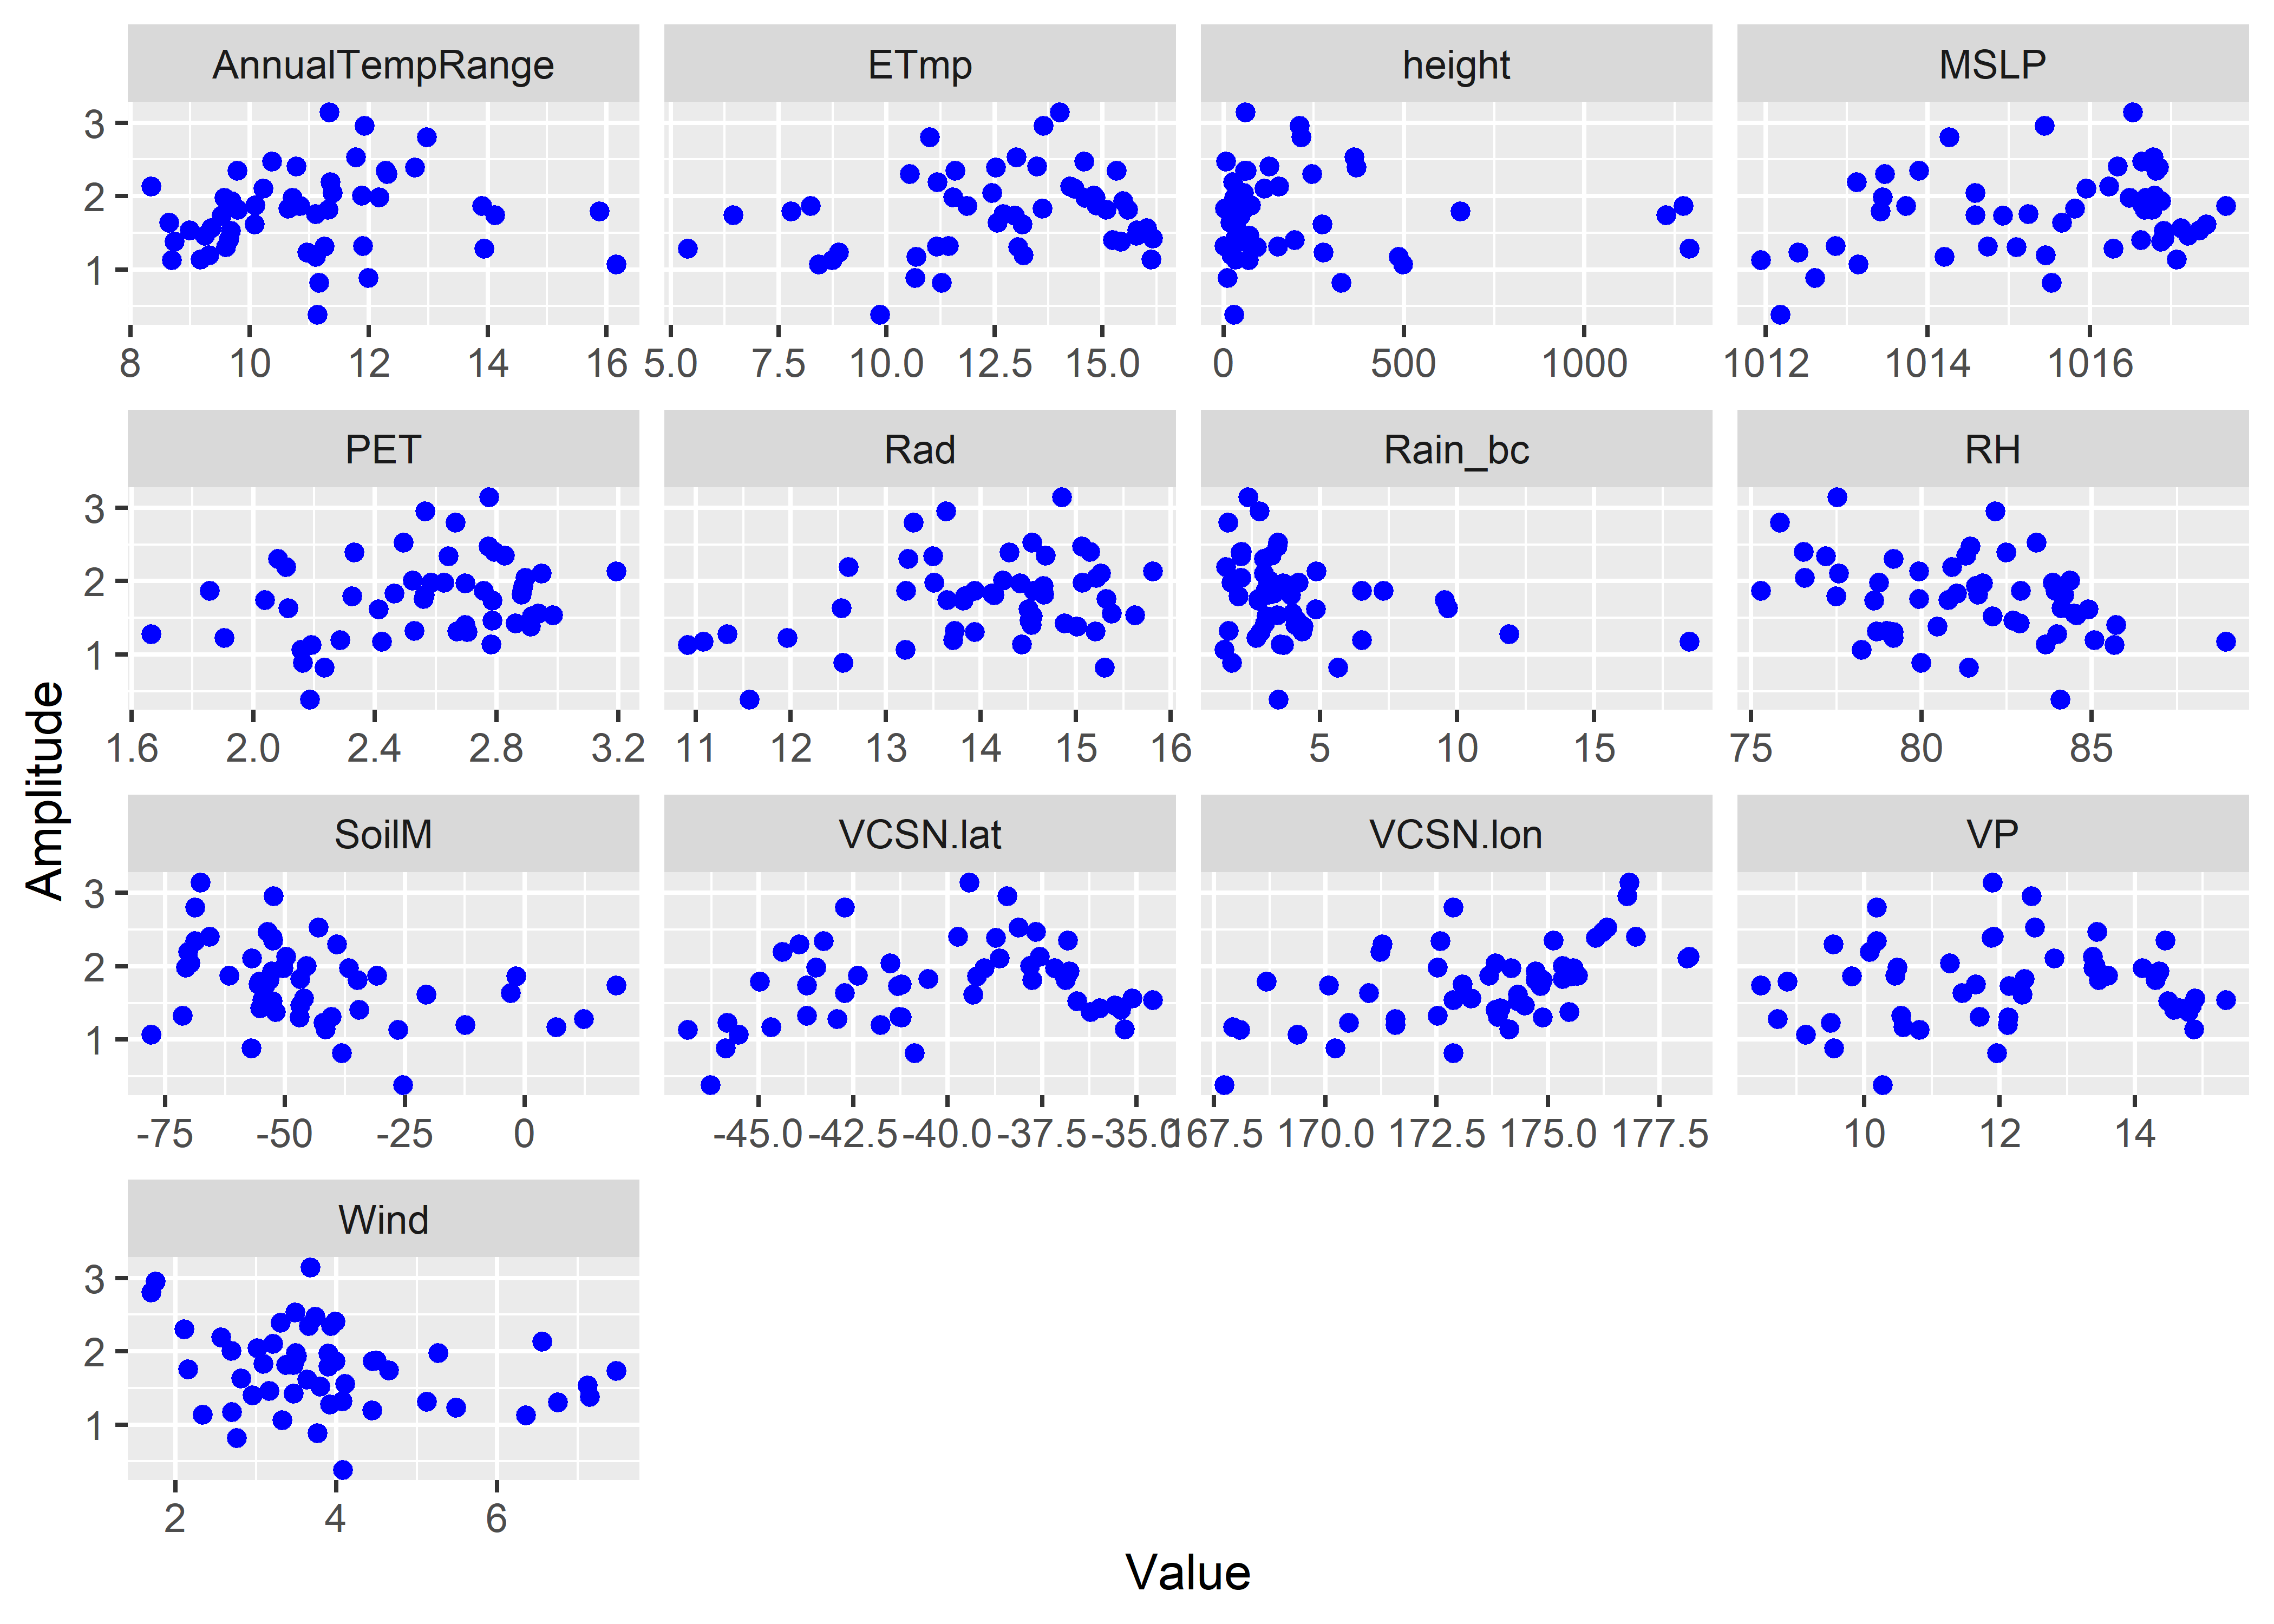 AnnualTempRange ETmp height MSLP
3
2
1
8 10 12 14 16 5.0 7.5 10.0 12.5 15.0 0 500 1000 1012 1014 1016
PET Rad Rain_bc RH
3
2
1
1.6 2.0 2.4 2.8 3.2 11 12 13 14 15 16 5 10 15 75 80 85
Amplitude
SoilM VCSN.lat VCSN.lon VP
3
2
1
-75 -50 -25 0 -45.0 -42.5 -40.0 -37.5 -35.0 167.5 170.0 172.5 175.0 177.5 10 12 14
Wind
3
2
1
2 4 6
Value